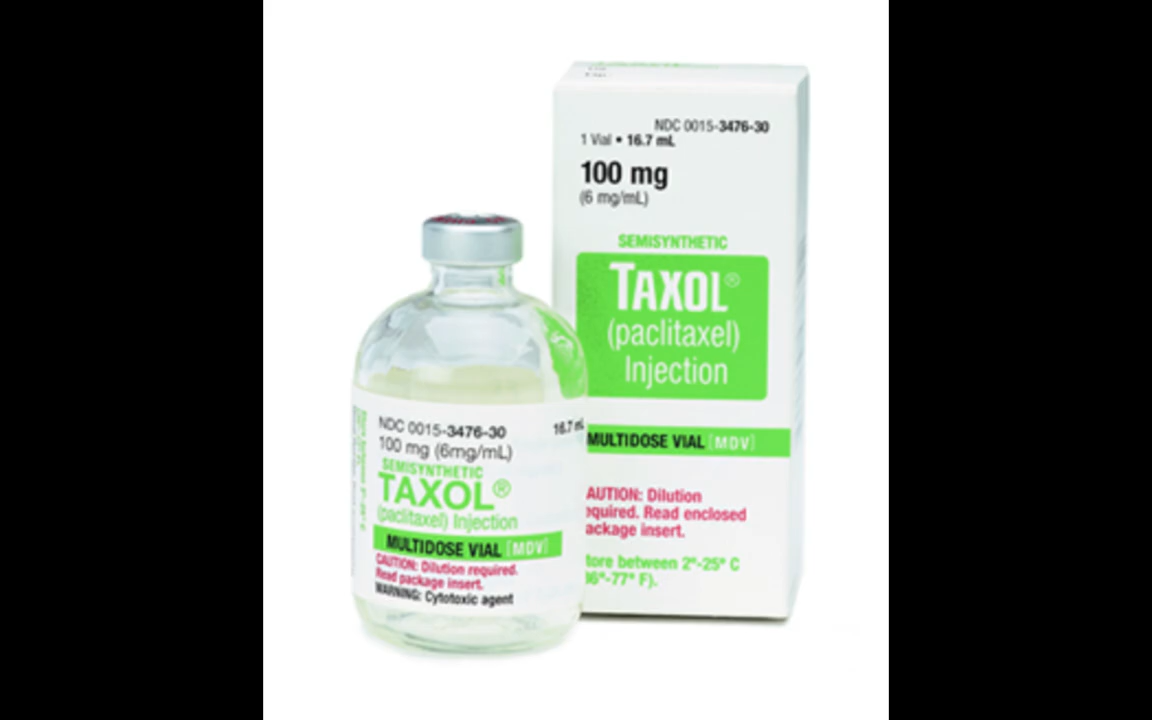 NDC 0015-3476-30
1 Vial • 16.7 mL
100 mg
(6 mg/mL)
SEMISYNTHETIC
TAXOL®
(paclitaxel)
Injection
MULTIDOSE VIAL [MDV]
AUTION: Dilution
equired. Read enclosed
ackage insert.
tore between 2°-25° C
36°-77° F).
NDC 0015-3476-30
16.7 mL
100 mg (6mg/mL)
SEMISYNTHETIC
TAXOL®
(paclitaxel) Injection
MULTIDOSE VIAL [MDV]
CAUTION: Dilution required.
Read package insert.
WARNING: Cytotoxic agent